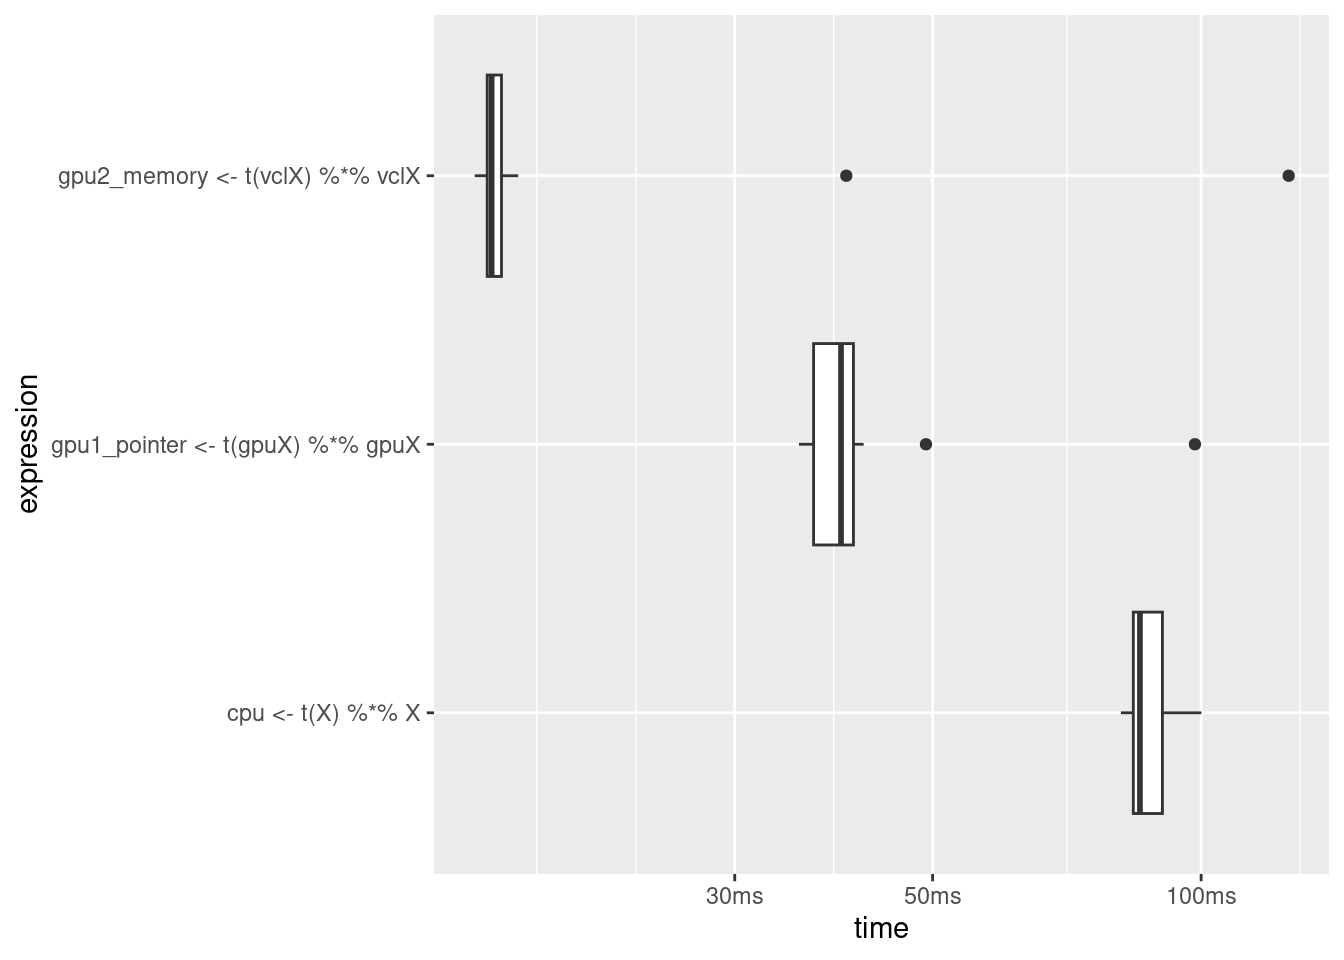 expression
gpu2_memory <- t(vclX) %*% vclX
gpu1_pointer <- t(gpuX) %*% gpuX
cpu <- t(X) %*% X
30ms 50ms 100ms
time